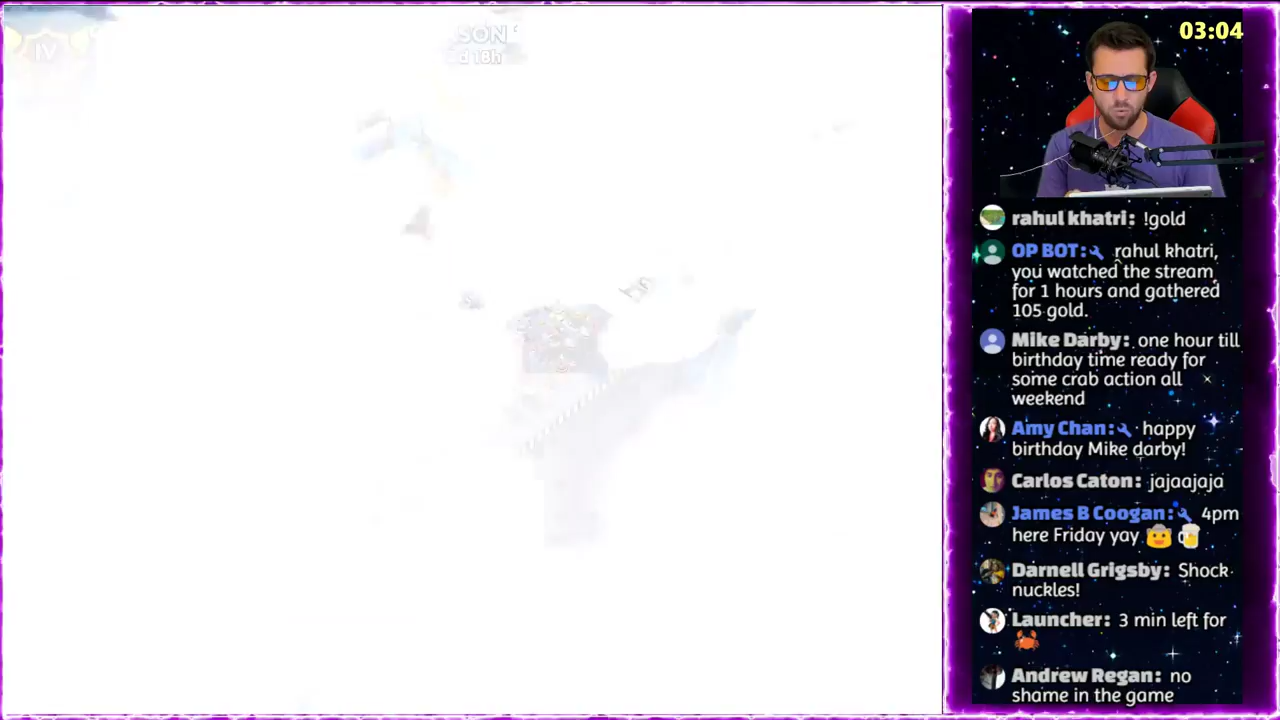 IV
SON
d 18h
03:04
rahul khatri: !gold
OP BOT: rahul khatri,
you watched the stream
for 1 hours and gathered
105 gold.
Mike Darby: one hour till
birthday time ready for
some crab action all
weekend
Amy Chan: happy
birthday Mike darby!
Carlos Caton: jajaajaja
James B Coogan: 4pm
here Friday yay
Darnell Grigsby: Shock
nuckles!
Launcher: 3 min left for
Andrew Regan: no
shame in the game